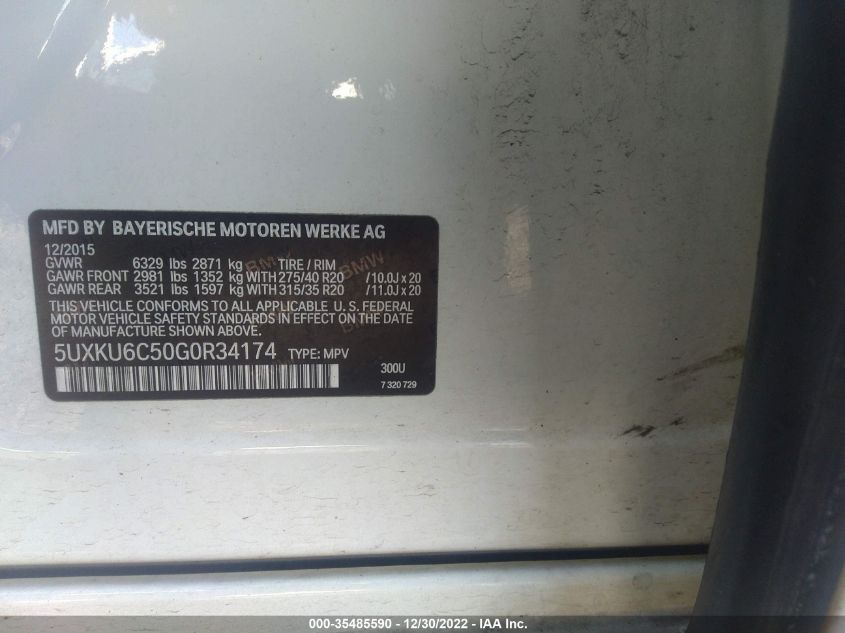 MFD BY BAYERISCHE MOTOREN WERKE AG
12/2015
GVWR 6329 lbs 2871 kg TIRE / RIM
GAWR FRONT 2981 lbs 1352 kg WITH 275/40 R20 /10.0J x 20
GAWR REAR 3521 lbs 1597 kg WITH 315/35 R20 /11.0J x 20
THIS VEHICLE CONFORMS TO ALL APPLICABLE U. S. FEDERAL
MOTOR VEHICLE SAFETY STANDARDS IN EFFECT ON THE DATE
OF MANUFACTURE SHOWN ABOVE.
5UXKU6C50G0R34174 TYPE: MPV
300U
7 320 729
BMW
000-35485590 - 12/30/2022 - IAA Inc.